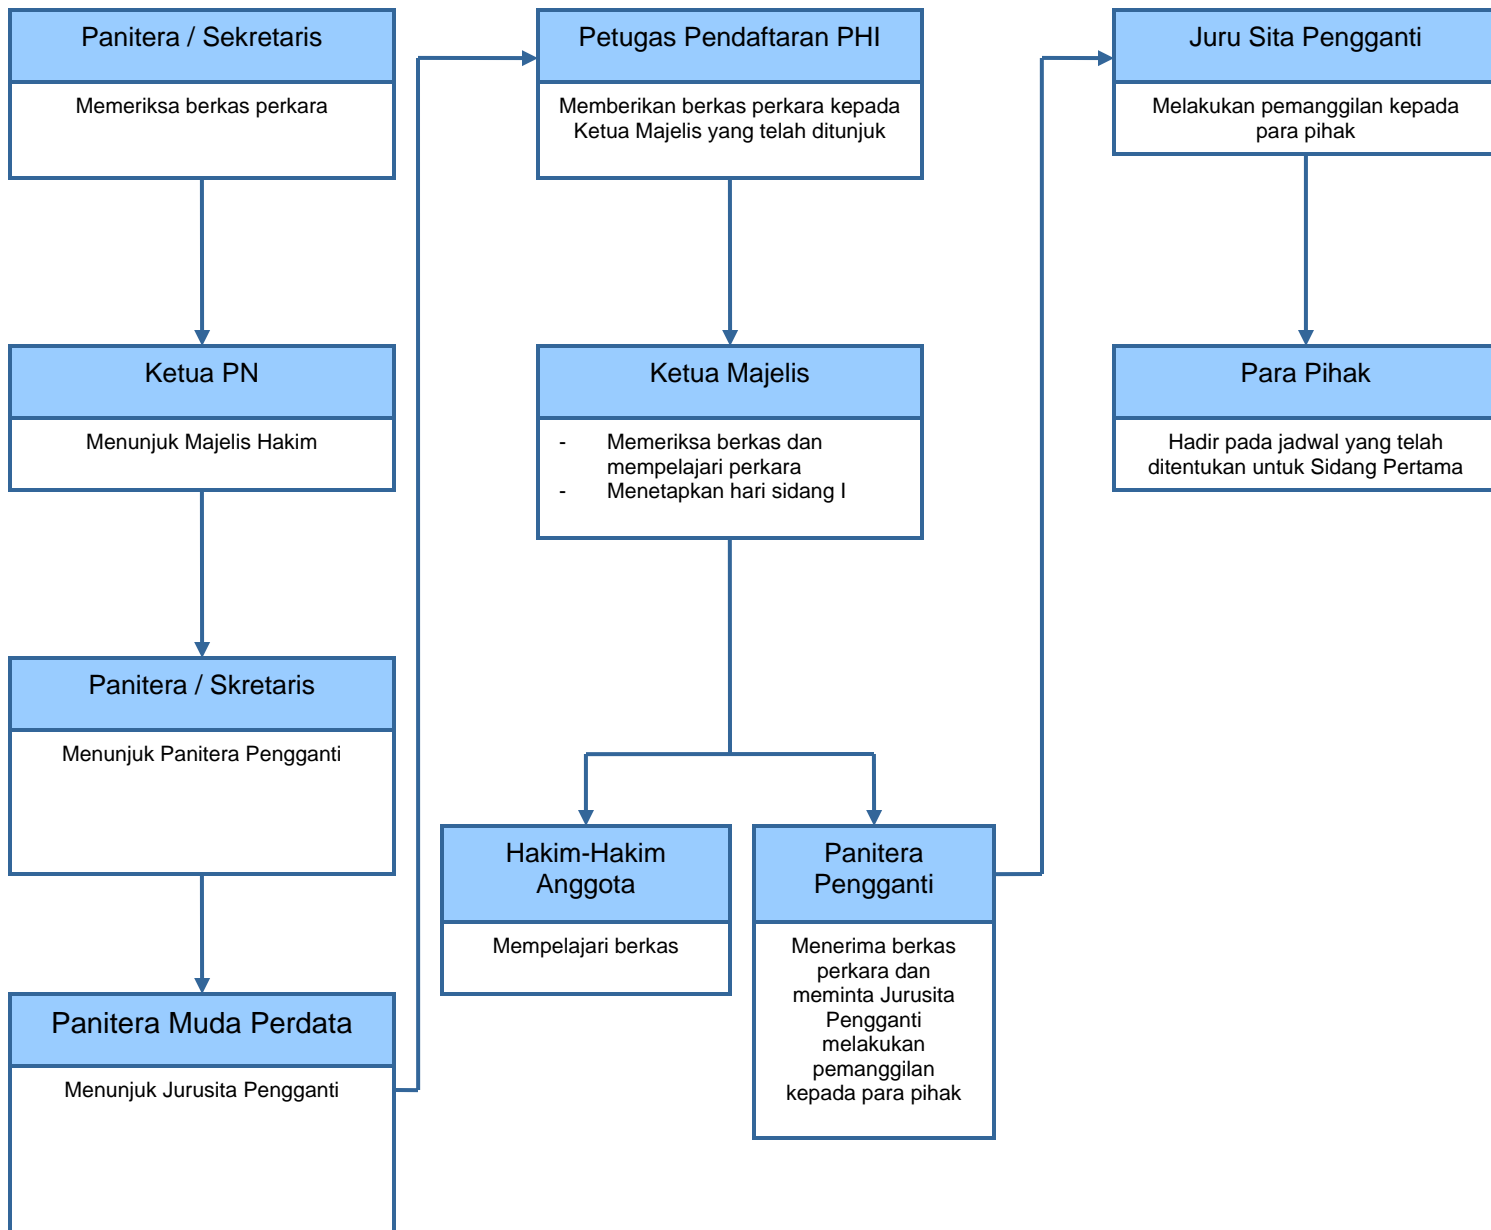 Panitera / Sekretaris
Memeriksa berkas perkara
Ketua PN
Menunjuk Majelis Hakim
Panitera / Skretaris
Menunjuk Panitera Pengganti
Panitera Muda Perdata
Menunjuk Jurusita Pengganti
Petugas Pendaftaran PHI
Memberikan berkas perkara kepada
Ketua Majelis yang telah ditunjuk
Ketua Majelis
- Memeriksa berkas dan
mempelajari perkara
- Menetapkan hari sidang I
Hakim-Hakim
Anggota
Mempelajari berkas
Panitera
Pengganti
Menerima berkas
perkara dan
meminta Jurusita
Pengganti
melakukan
pemanggilan
kepada para pihak
Juru Sita Pengganti
Melakukan pemanggilan kepada
para pihak
Para Pihak
Hadir pada jadwal yang telah
ditentukan untuk Sidang Pertama